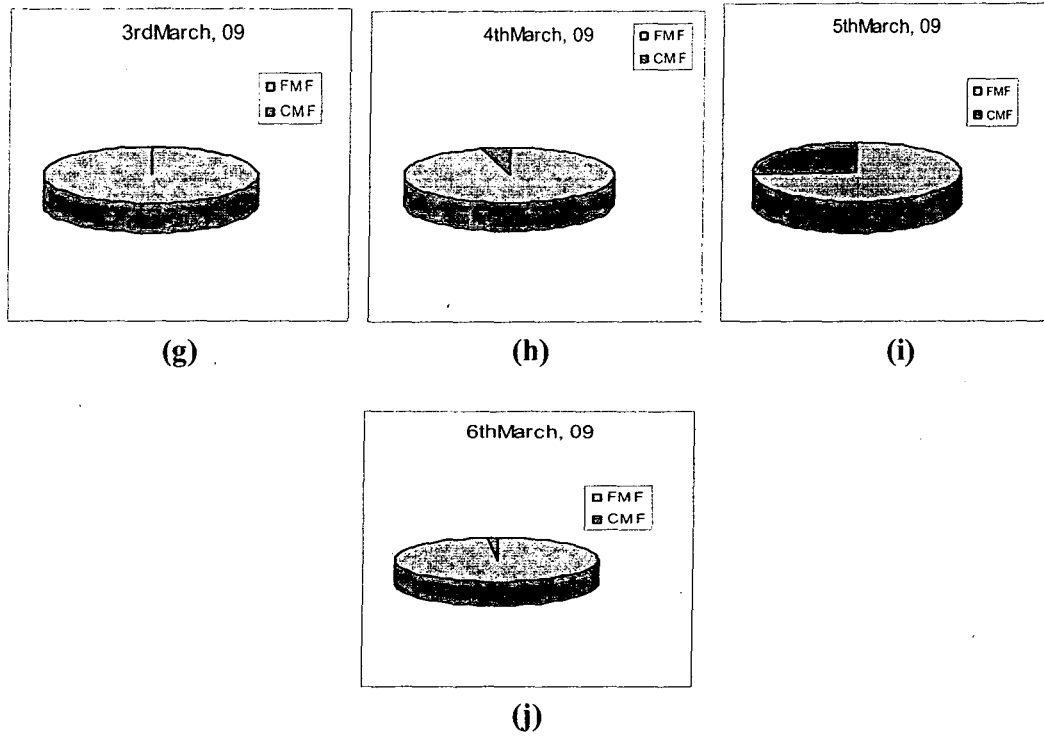 3rdMarch, 09
FMF
CMF
(g)
4thMarch, 09
FMF
CMF
(h)
5thMarch, 09
FMF
CMF
(i)
6thMarch, 09
FMF
CMF
(j)